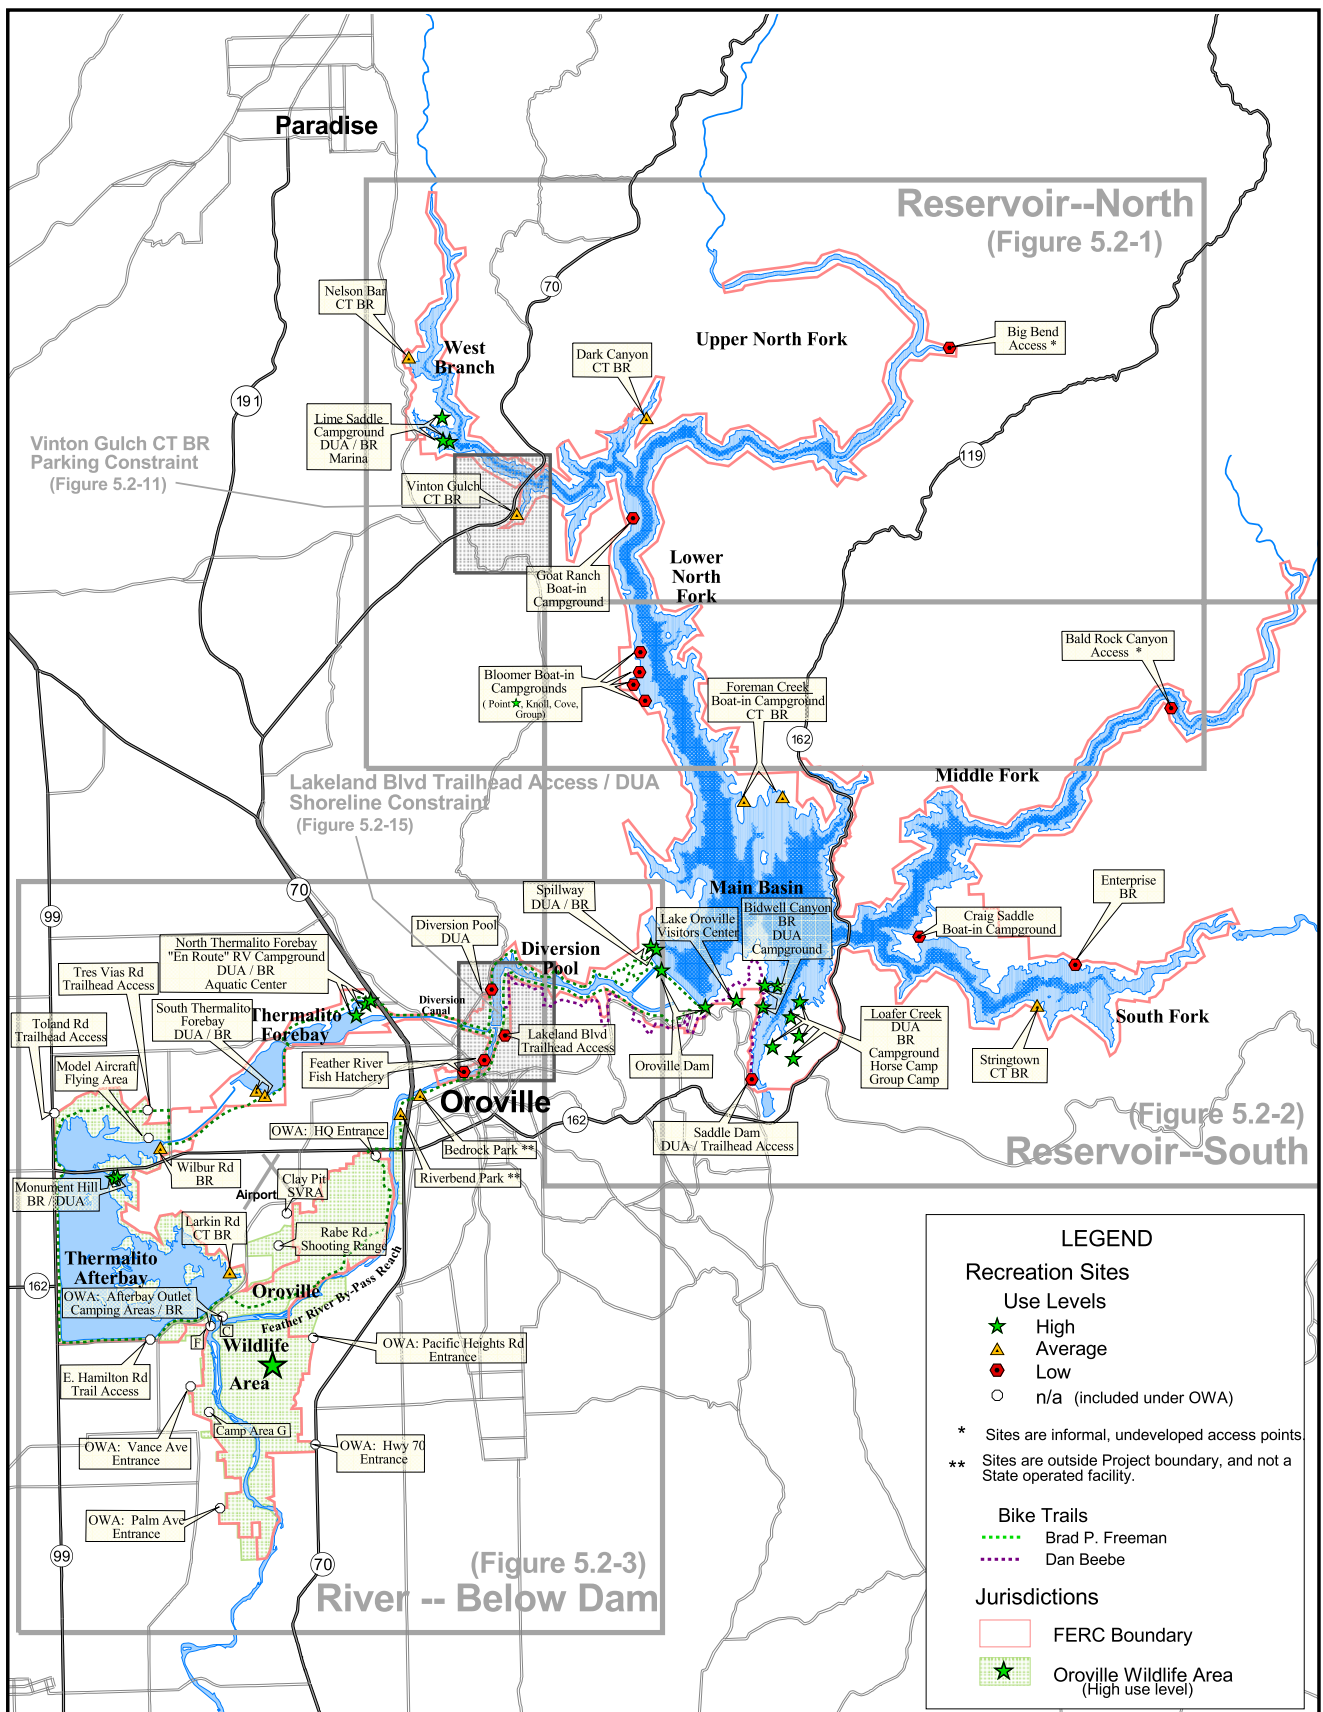 Paradise
Reservoir--North
(Figure 5.2-1)
70
Nelson Bar
CT BR
West
Branch
Upper North Fork
Big Bend
Access *
Dark Canyon
CT BR
191
Lime Saddle
Campground
DUA / BR
Marina
Vinton Gulch CT BR
Parking Constraint
(Figure 5.2-11)
119
Vinton Gulch
CT BR
Goat Ranch
Boat-in
Campground
Lower
North
Fork
Bald Rock Canyon
Access *
Bloomer Boat-in
Campgrounds
( Point , Knoll, Cove,
Group)
Foreman Creek
Boat-in Campground
CT BR
162
Lakeland Blvd Trailhead Access / DUA
Shoreline Constraint
(Figure 5.2-15)
Middle Fork
70
99
Main Basin
Spillway
DUA / BR
Lake Oroville
Visitors Center
Bidwell Canyon
BR
DUA
Campground
Enterprise
BR
Craig Saddle
Boat-in Campground
Diversion Pool
DUA
Diversion
Pool
North Thermalito Forebay
"En Route" RV Campground
DUA / BR
Aquatic Center
Tres Vias Rd
Trailhead Access
South Thermalito
Forebay
DUA / BR
Thermalito
Forebay
Diversion
Canal
Toland Rd
Trailhead Access
Lakeland Blvd
Trailhead Access
Loafer Creek
DUA
BR
Campground
Horse Camp
Group Camp
South Fork
Stringtown
CT BR
Model Aircraft
Flying Area
Feather River
Fish Hatchery
Oroville Dam
Oroville
162
(Figure 5.2-2)
Reservoir--South
OWA: HQ Entrance
Bedrock Park **
Saddle Dam
DUA / Trailhead Access
Wilbur Rd
BR
Riverbend Park **
Monument Hill
BR / DUA
Airport
Clay Pit
SVRA
Larkin Rd
CT BR
Rabe Rd
Shooting Range
Thermalito
Afterbay
162
OWA: Afterbay Outlet
Camping Areas / BR
Oroville
Feather River By-Pass Reach
F
C
Wildlife
Area
OWA: Pacific Heights Rd
Entrance
E. Hamilton Rd
Trail Access
Camp Area G
OWA: Vance Ave
Entrance
OWA: Hwy 70
Entrance
OWA: Palm Ave
Entrance
99
70
(Figure 5.2-3)
River -- Below Dam
LEGEND
Recreation Sites
Use Levels
High
Average
Low
n/a (included under OWA)
* Sites are informal, undeveloped access points.
** Sites are outside Project boundary, and not a
State operated facility.
Bike Trails
Brad P. Freeman
Dan Beebe
Jurisdictions
FERC Boundary
Oroville Wildlife Area
(High use level)